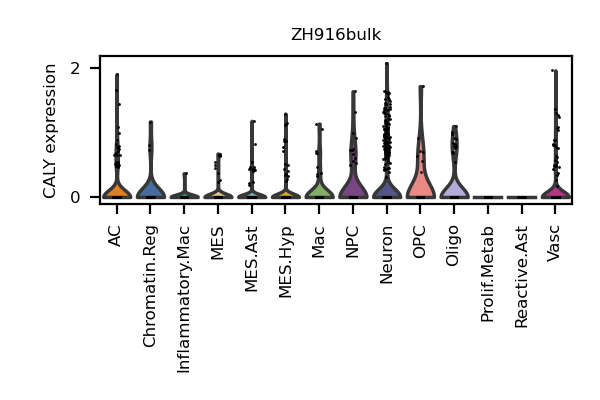 ZH916bulk
CALY expression
2
0
AC
Chromatin.Reg
Inflammatory.Mac
MES
MES.Ast
MES.Hyp
Mac
NPC
Neuron
OPC
Oligo
Prolif.Metab
Reactive.Ast
Vasc